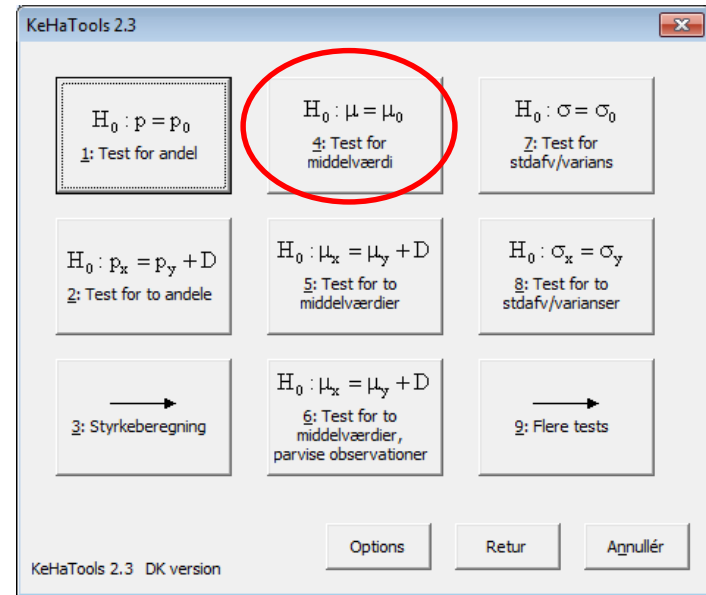 KeHaTools 2.3
H₀ : p = p₀
1: Test for andel
H₀ : μ = μ₀
4: Test for
middelværdi
H₀ : σ = σ₀
7: Test for
stdafv/varians
H₀ : pₓ = pᵧ + D
2: Test for to andele
H₀ : μₓ = μᵧ + D
5: Test for to
middelværdier
H₀ : σₓ = σᵧ
8: Test for to
stdafv/varianser
3: Styrkeberegning
H₀ : μₓ = μᵧ + D
6: Test for to
middelværdier,
parvise observationer
9: Flere tests
Options
Retur
Annullér
KeHaTools 2.3 DK version